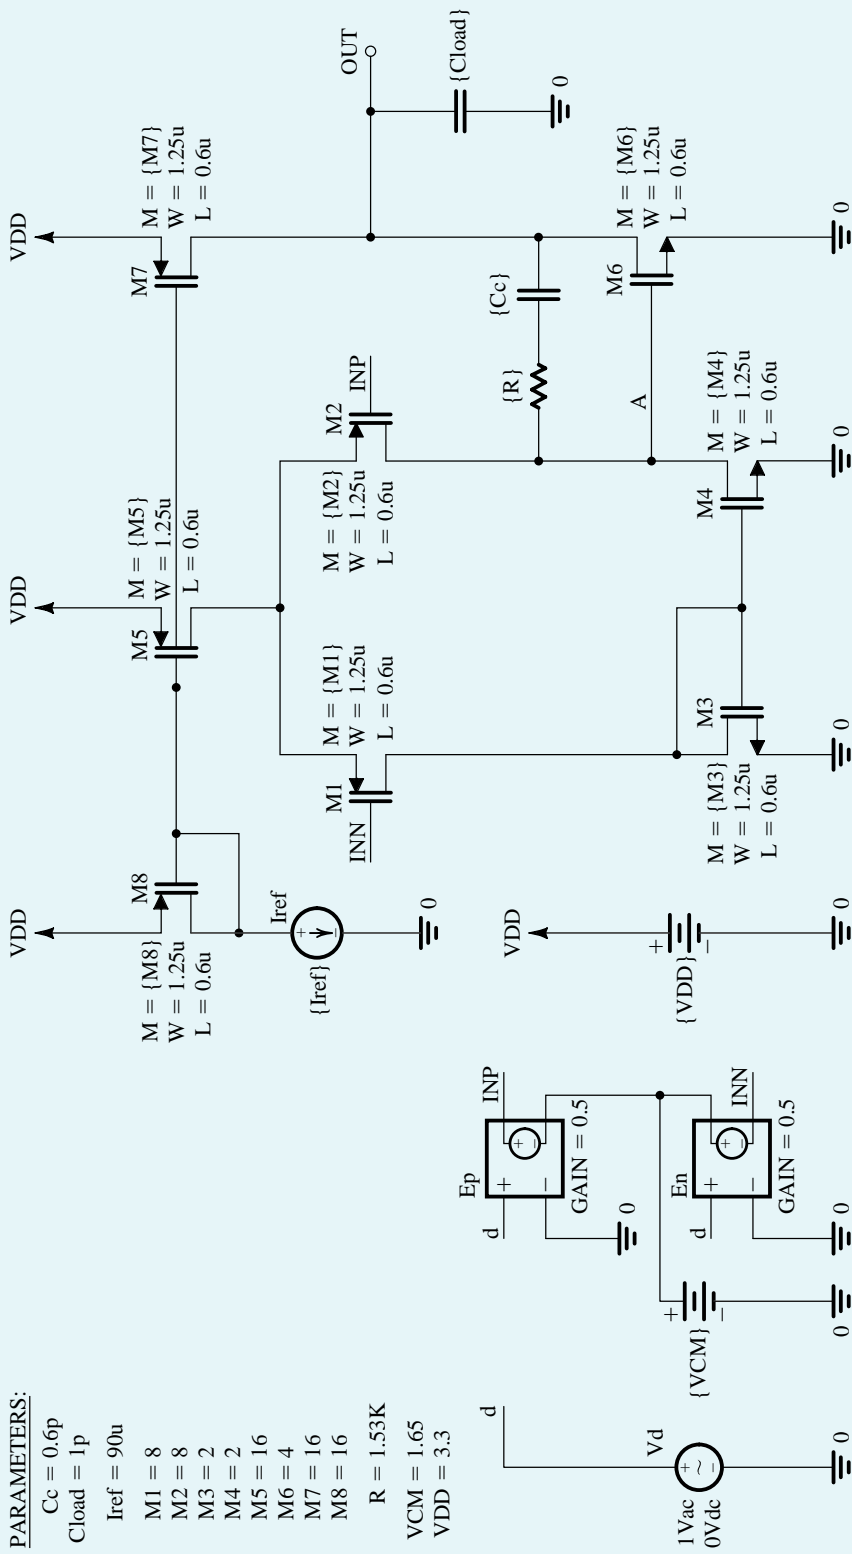 PARAMETERS:
Cc = 0.6p
Cload = 1p
Iref = 90u
M1 = 8
M2 = 8
M3 = 2
M4 = 2
M5 = 16
M6 = 4
M7 = 16
M8 = 16
R = 1.53K
VCM = 1.65
VDD = 3.3
VDD
M8
M = {M8}
W = 1.25u
L = 0.6u
Iref
{Iref}
+
−
0
VDD
M5
M = {M5}
W = 1.25u
L = 0.6u
VDD
M7
M = {M7}
W = 1.25u
L = 0.6u
INN
M1
M = {M1}
W = 1.25u
L = 0.6u
M2
INP
M = {M2}
W = 1.25u
L = 0.6u
OUT
{Cload}
0
{R}
{Cc}
A
M3
M = {M3}
W = 1.25u
L = 0.6u
0
M4
M = {M4}
W = 1.25u
L = 0.6u
0
M6
M = {M6}
W = 1.25u
L = 0.6u
0
d
Vd
1Vac
0Vdc
+
~
−
0
{VCM}
+
−
0
Ep
d
+
−
+
−
INP
GAIN = 0.5
0
En
d
+
−
+
−
INN
GAIN = 0.5
0
VDD
{VDD}
+
−
0